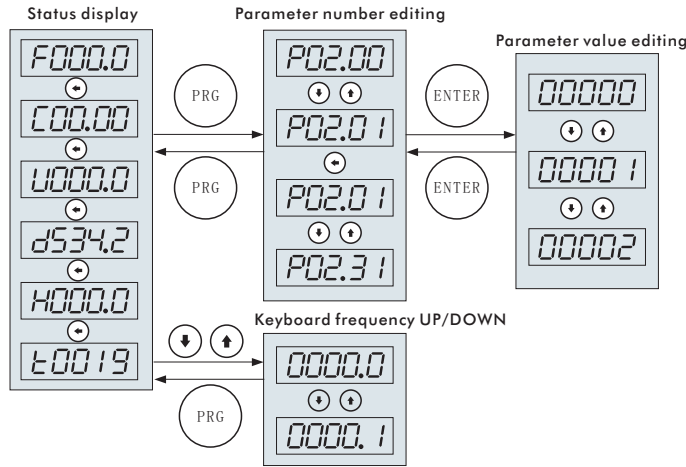 Status display
F000.0
C00.00
U000.0
d534.2
H000.0
t0019
PRG
PRG
Parameter number editing
P02.00
P02.01
P02.01
P02.31
ENTER
ENTER
Parameter value editing
00000
00001
00002
Keyboard frequency UP/DOWN
PRG
0000.0
0000.1